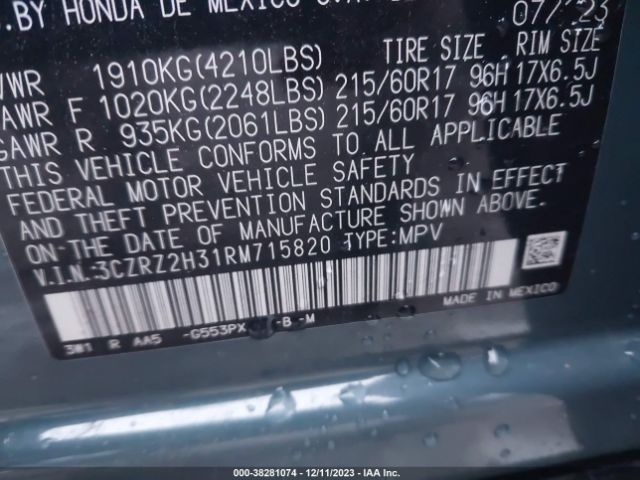 .BY HONDA DE MEXICO S.V.
07/ 23
TIRE SIZE RIM SIZE
VWR 1910KG(4210LBS)
AWR F 1020KG(2248LBS) 215/60R17 96H 17X6.5J
GAWR R 935KG(2061LBS) 215/60R17 96H 17X6.5J
THIS VEHICLE CONFORMS TO ALL APPLICABLE
FEDERAL MOTOR VEHICLE SAFETY
AND THEFT PREVENTION STANDARDS IN EFFECT
ON THE DATE OF MANUFACTURE SHOWN ABOVE.
V.I.N:3CZRZ2H31RM715820 TYPE:MPV
MADE IN MEXICO
3W1 R AA5 -G553PX -B -M
000-38281074 / 12/11/2023 / IAA Inc.